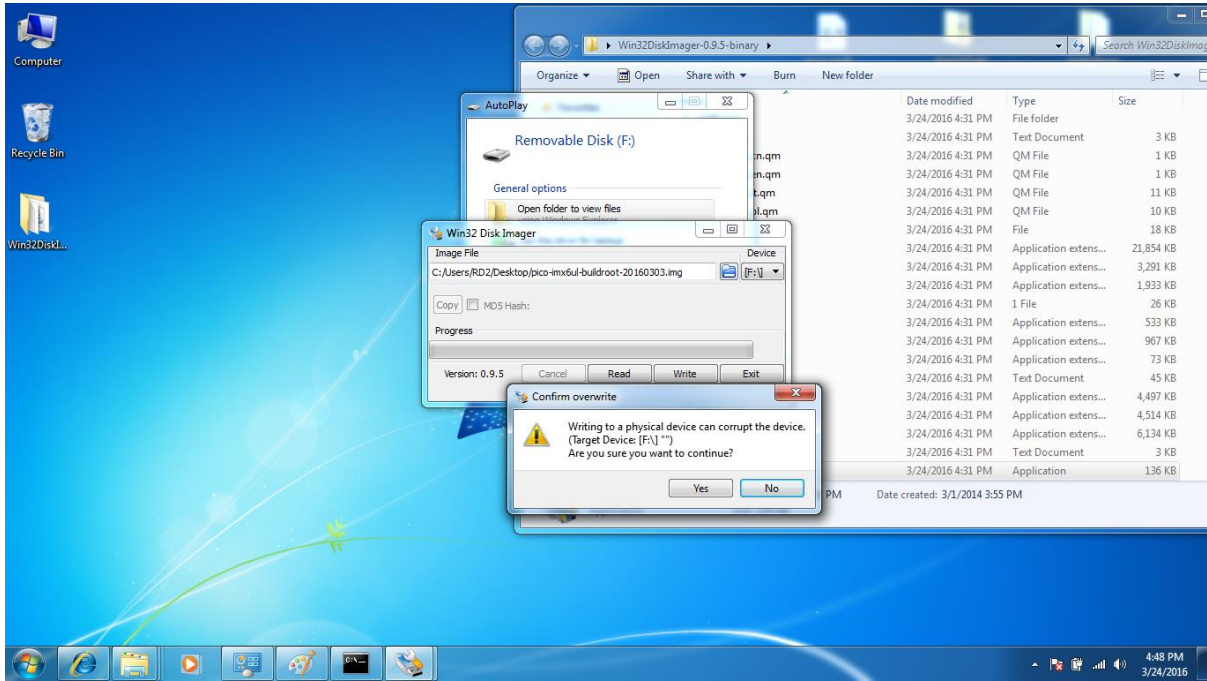 Computer
Recycle Bin
Win32DiskI...
Win32DiskImager-0.9.5-binary
Search Win32DiskImag
Organize Open Share with Burn New folder
Date modified Type Size
3/24/2016 4:31 PM File folder
3/24/2016 4:31 PM Text Document 3 KB
cn.qm 3/24/2016 4:31 PM QM File 1 KB
en.qm 3/24/2016 4:31 PM QM File 1 KB
t.qm 3/24/2016 4:31 PM QM File 11 KB
pl.qm 3/24/2016 4:31 PM QM File 10 KB
3/24/2016 4:31 PM File 18 KB
3/24/2016 4:31 PM Application extens... 21,854 KB
3/24/2016 4:31 PM Application extens... 3,291 KB
3/24/2016 4:31 PM Application extens... 1,933 KB
3/24/2016 4:31 PM 1 File 26 KB
3/24/2016 4:31 PM Application extens... 533 KB
3/24/2016 4:31 PM Application extens... 967 KB
3/24/2016 4:31 PM Application extens... 73 KB
3/24/2016 4:31 PM Text Document 45 KB
3/24/2016 4:31 PM Application extens... 4,497 KB
3/24/2016 4:31 PM Application extens... 4,514 KB
3/24/2016 4:31 PM Application extens... 6,134 KB
3/24/2016 4:31 PM Text Document 3 KB
3/24/2016 4:31 PM Application 136 KB
PM Date created: 3/1/2014 3:55 PM
AutoPlay
Removable Disk (F:)
General options
Open folder to view files
using Windows Explorer
Win32 Disk Imager
Image File Device
C:/Users/RD2/Desktop/pico-imx6ul-buildroot-20160303.img [F:\]
Copy MD5 Hash:
Progress
Version: 0.9.5 Cancel Read Write Exit
Confirm overwrite
Writing to a physical device can corrupt the device.
(Target Device: [F:\] "")
Are you sure you want to continue?
Yes No
C:\_
4:48 PM
3/24/2016